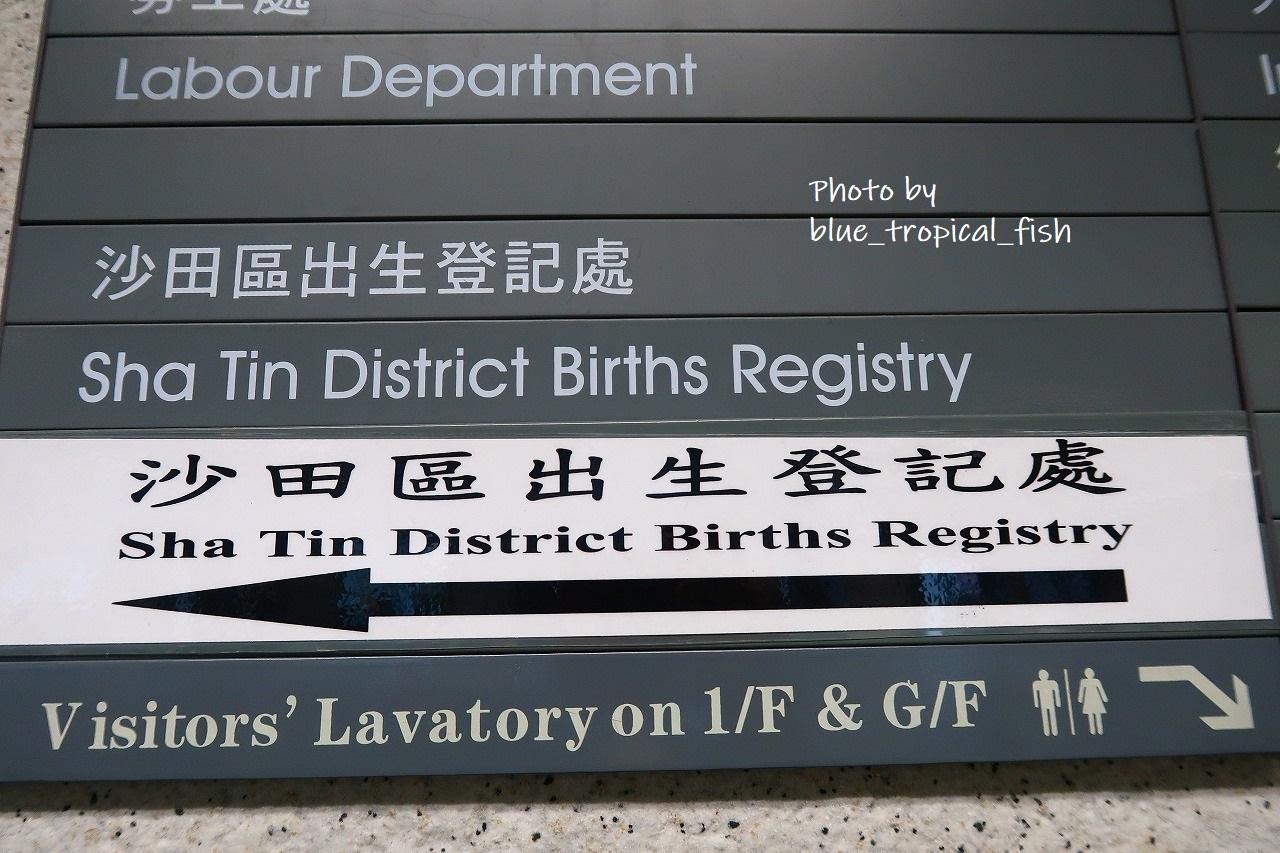 Labour Department
Photo by
blue_tropical_fish
沙田區出生登記處
Sha Tin District Births Registry
沙田區出生登記處
Sha Tin District Births Registry
Visitors’ Lavatory on 1/F & G/F